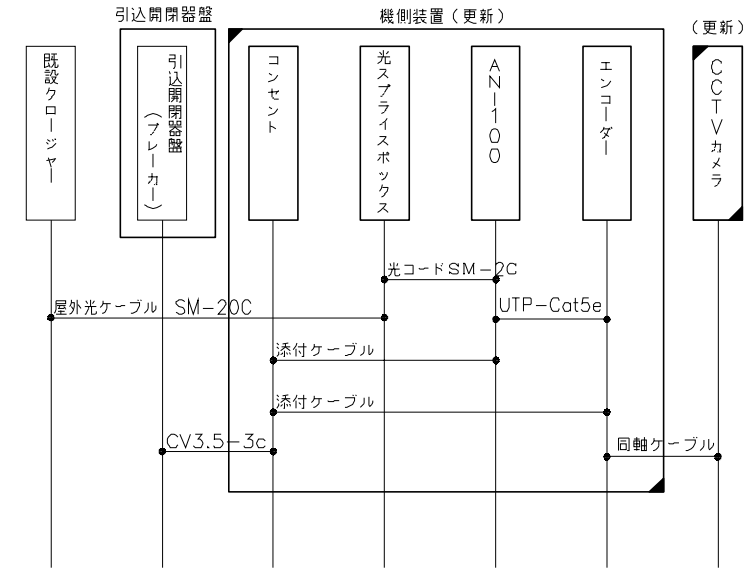 引込開閉器盤
機側装置（更新）
（更新）
既設クロージャー
引込開閉器盤
（ブレーカー）
コンセント
光スプライスボックス
AN-100
エンコーダー
CCTVカメラ
光コードSM-2C
屋外光ケーブル SM-20C
UTP-Cat5e
添付ケーブル
添付ケーブル
CV3.5-3c
同軸ケーブル